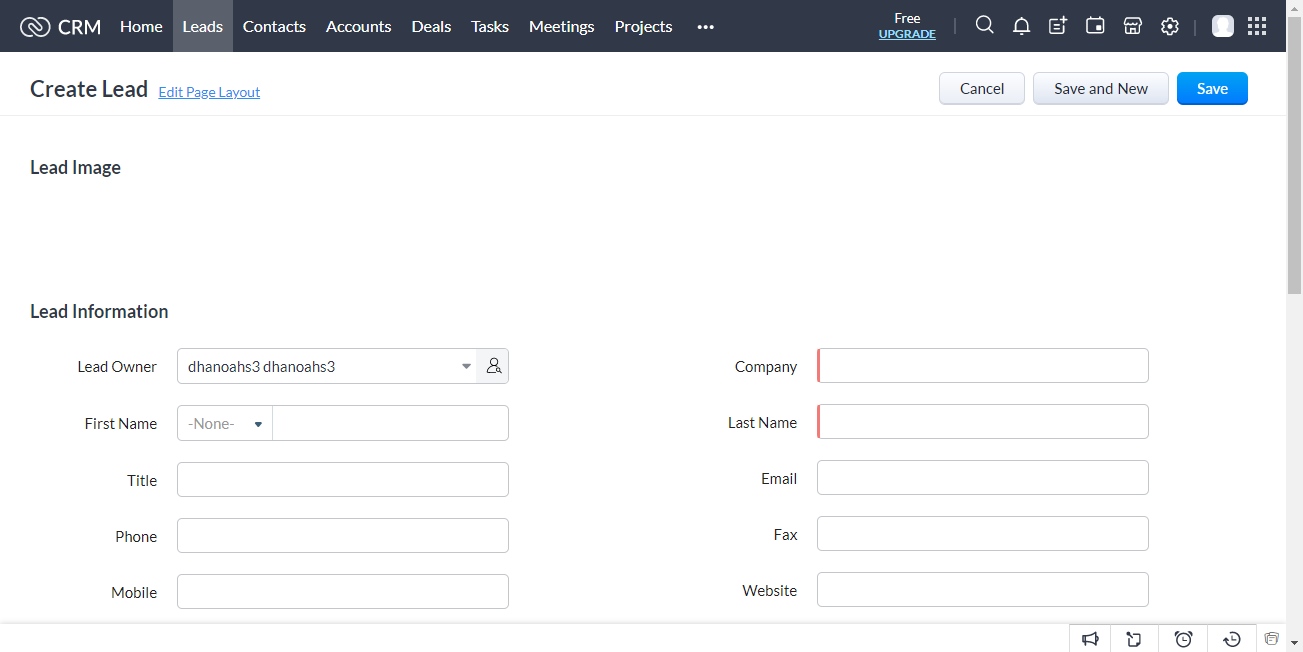 CRM Home Leads Contacts Accounts Deals Tasks Meetings Projects ••• Free
UPGRADE
Create Lead Edit Page Layout Cancel Save and New Save
Lead Image
Lead Information
Lead Owner dhanoahs3 dhanoahs3 Company
First Name -None- Last Name
Title Email
Phone Fax
Mobile Website